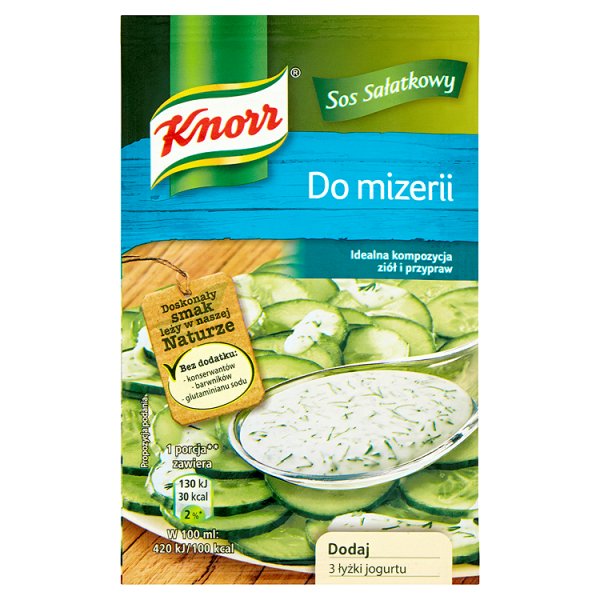 Knorr
®
Sos Sałatkowy
Do mizerii
Idealna kompozycja
ziół i przypraw
Doskonały
smak
leży w naszej
Naturze
Bez dodatku:
- konserwantów
- barwników
- glutaminianu sodu
Propozycja podania.
1 porcja**
zawiera
130 kJ
30 kcal
2%*
W 100 ml:
420 kJ/100 kcal
Dodaj
3 łyżki jogurtu